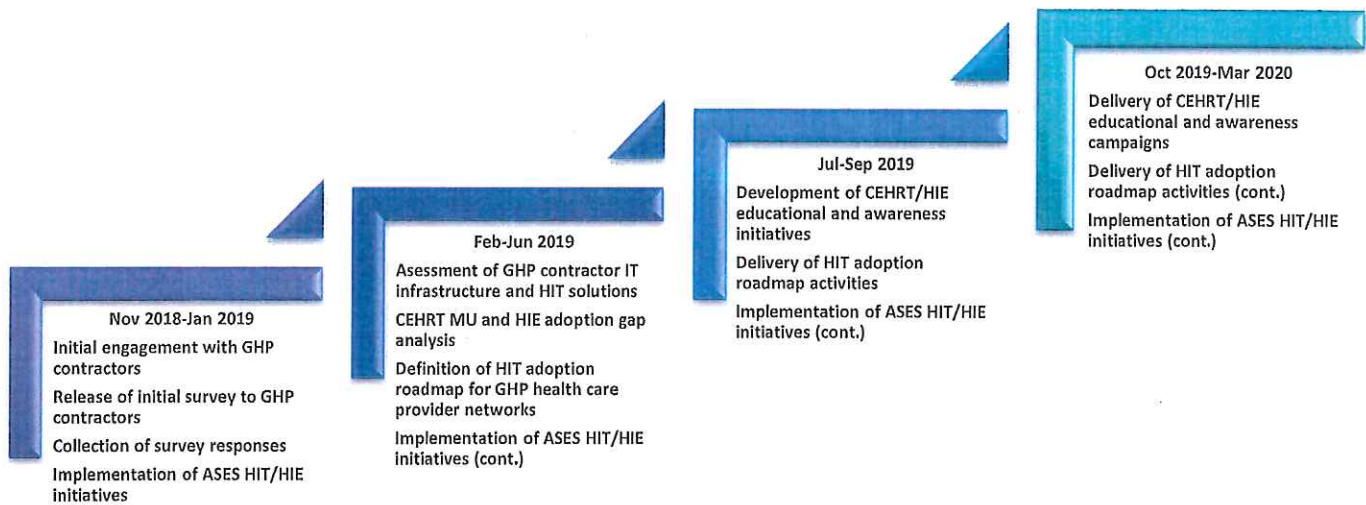 Nov 2018-Jan 2019
Initial engagement with GHP
contractors
Release of initial survey to GHP
contractors
Collection of survey responses
Implementation of ASES HIT/HIE
initiatives
Feb-Jun 2019
Asessment of GHP contractor IT
infrastructure and HIT solutions
CEHRT MU and HIE adoption gap
analysis
Definition of HIT adoption
roadmap for GHP health care
provider networks
Implementation of ASES HIT/HIE
initiatives (cont.)
Jul-Sep 2019
Development of CEHRT/HIE
educational and awareness
initiatives
Delivery of HIT adoption
roadmap activities
Implementation of ASES HIT/HIE
initiatives (cont.)
Oct 2019-Mar 2020
Delivery of CEHRT/HIE
educational and awareness
campaigns
Delivery of HIT adoption
roadmap activities (cont.)
Implementation of ASES HIT/HIE
initiatives (cont.)